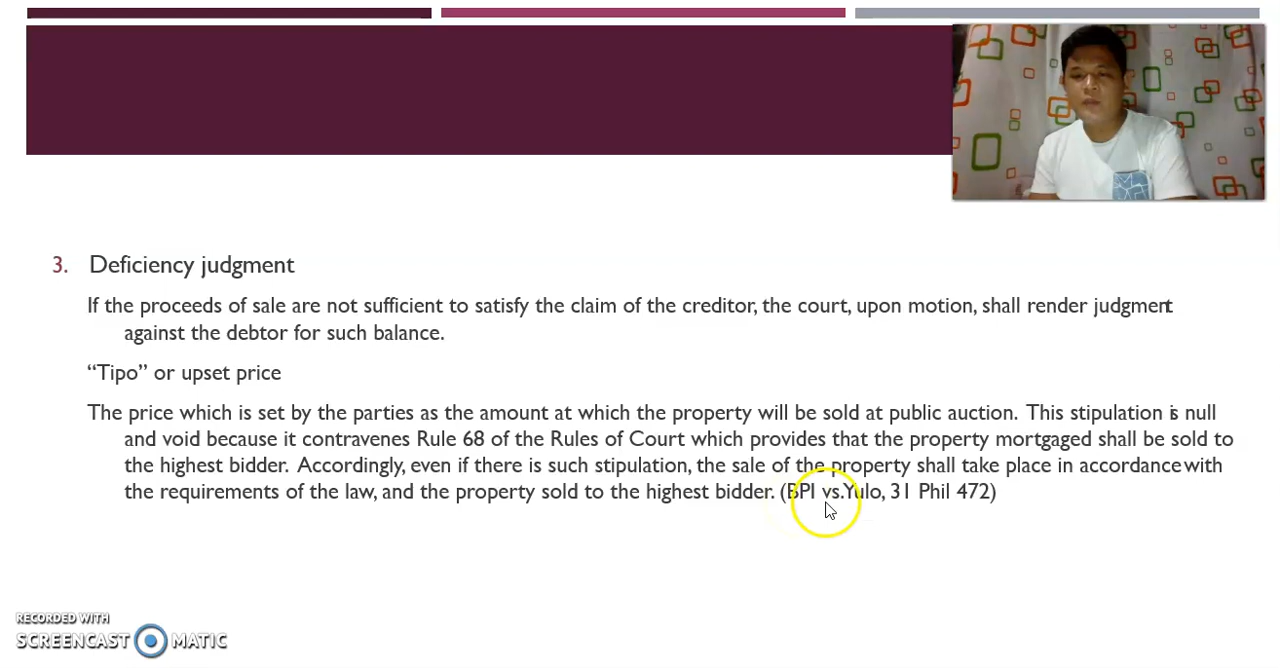 3. Deficiency judgment
If the proceeds of sale are not sufficient to satisfy the claim of the creditor, the court, upon motion, shall render judgment
against the debtor for such balance.
“Tipo” or upset price
The price which is set by the parties as the amount at which the property will be sold at public auction. This stipulation is null
and void because it contravenes Rule 68 of the Rules of Court which provides that the property mortgaged shall be sold to
the highest bidder. Accordingly, even if there is such stipulation, the sale of the property shall take place in accordance with
the requirements of the law, and the property sold to the highest bidder. (BPI vs. Yulo, 31 Phil 472)
RECORDED WITH
SCREENCAST MATIC